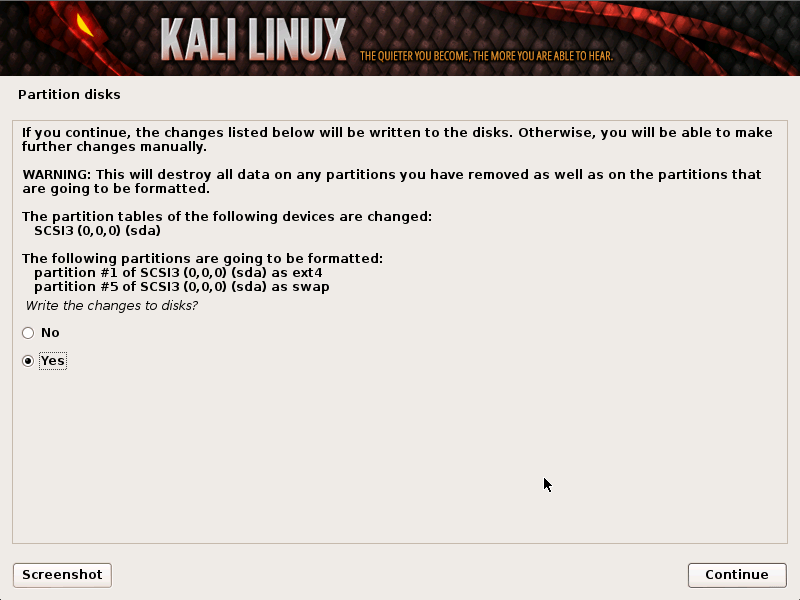 KALI LINUX THE QUIETER YOU BECOME, THE MORE YOU ARE ABLE TO HEAR.
Partition disks
If you continue, the changes listed below will be written to the disks. Otherwise, you will be able to make
further changes manually.
WARNING: This will destroy all data on any partitions you have removed as well as on the partitions that
are going to be formatted.
The partition tables of the following devices are changed:
SCSI3 (0,0,0) (sda)
The following partitions are going to be formatted:
partition #1 of SCSI3 (0,0,0) (sda) as ext4
partition #5 of SCSI3 (0,0,0) (sda) as swap
Write the changes to disks?
No
Yes
Screenshot Continue